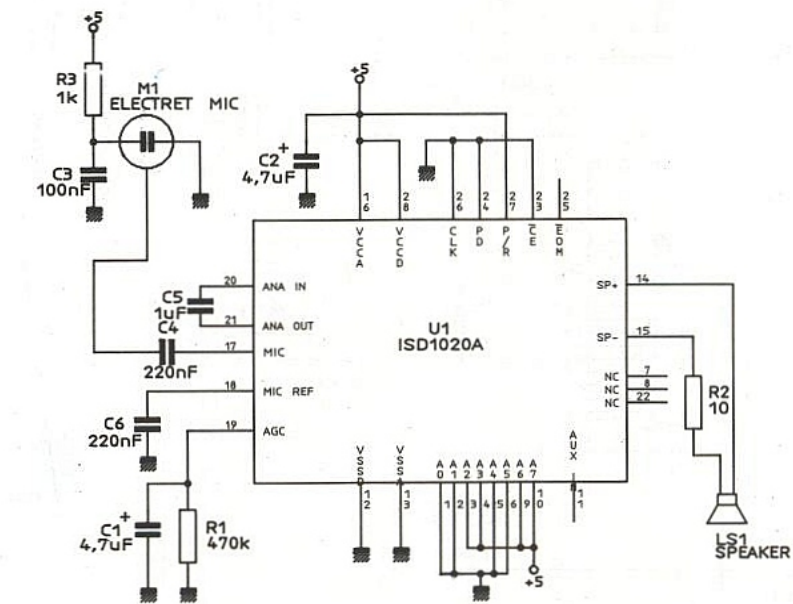 +5
R3
1k
M1
ELECTRET MIC
C3
100nF
+5
C2 +
4,7uF
16 28 26 24 27 23 25
VCCA VCCD CLK PD P/R CE EOM
20 ANA IN
C5
1uF
21 ANA OUT
C4
17 MIC
220nF
18 MIC REF
C6
220nF
19 AGC
U1
ISD1020A
SP+ 14
SP- 15
NC 7
NC 8
NC 22
R2
10
VSSD VSSA A0 A1 A2 A3 A4 A5 A6 A7 AUX IN
12 13 1 2 3 4 5 6 9 10 11
C1 +
4,7uF
R1
470k
+5
LS1
SPEAKER